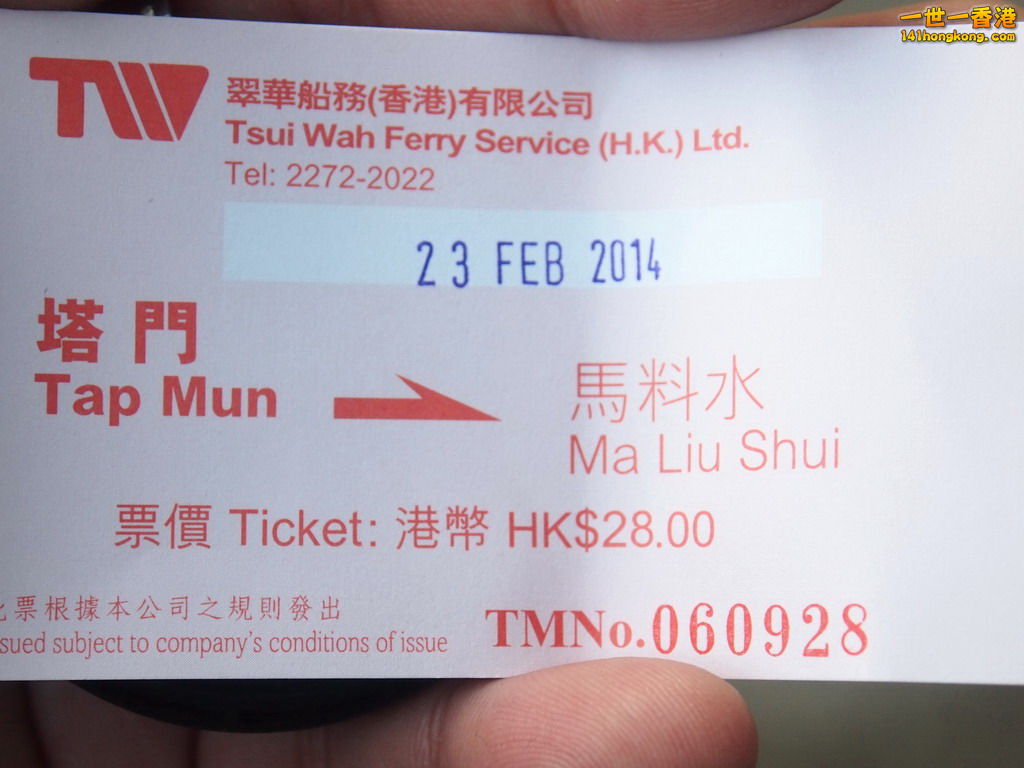 一世一香港
141hongkong.com
TW
翠華船務(香港)有限公司
Tsui Wah Ferry Service (H.K.) Ltd.
Tel: 2272-2022
23 FEB 2014
塔門
Tap Mun
馬料水
Ma Liu Shui
票價 Ticket: 港幣 HK$28.00
票根據本公司之規則發出
ssued subject to company's conditions of issue
TMNo.060928